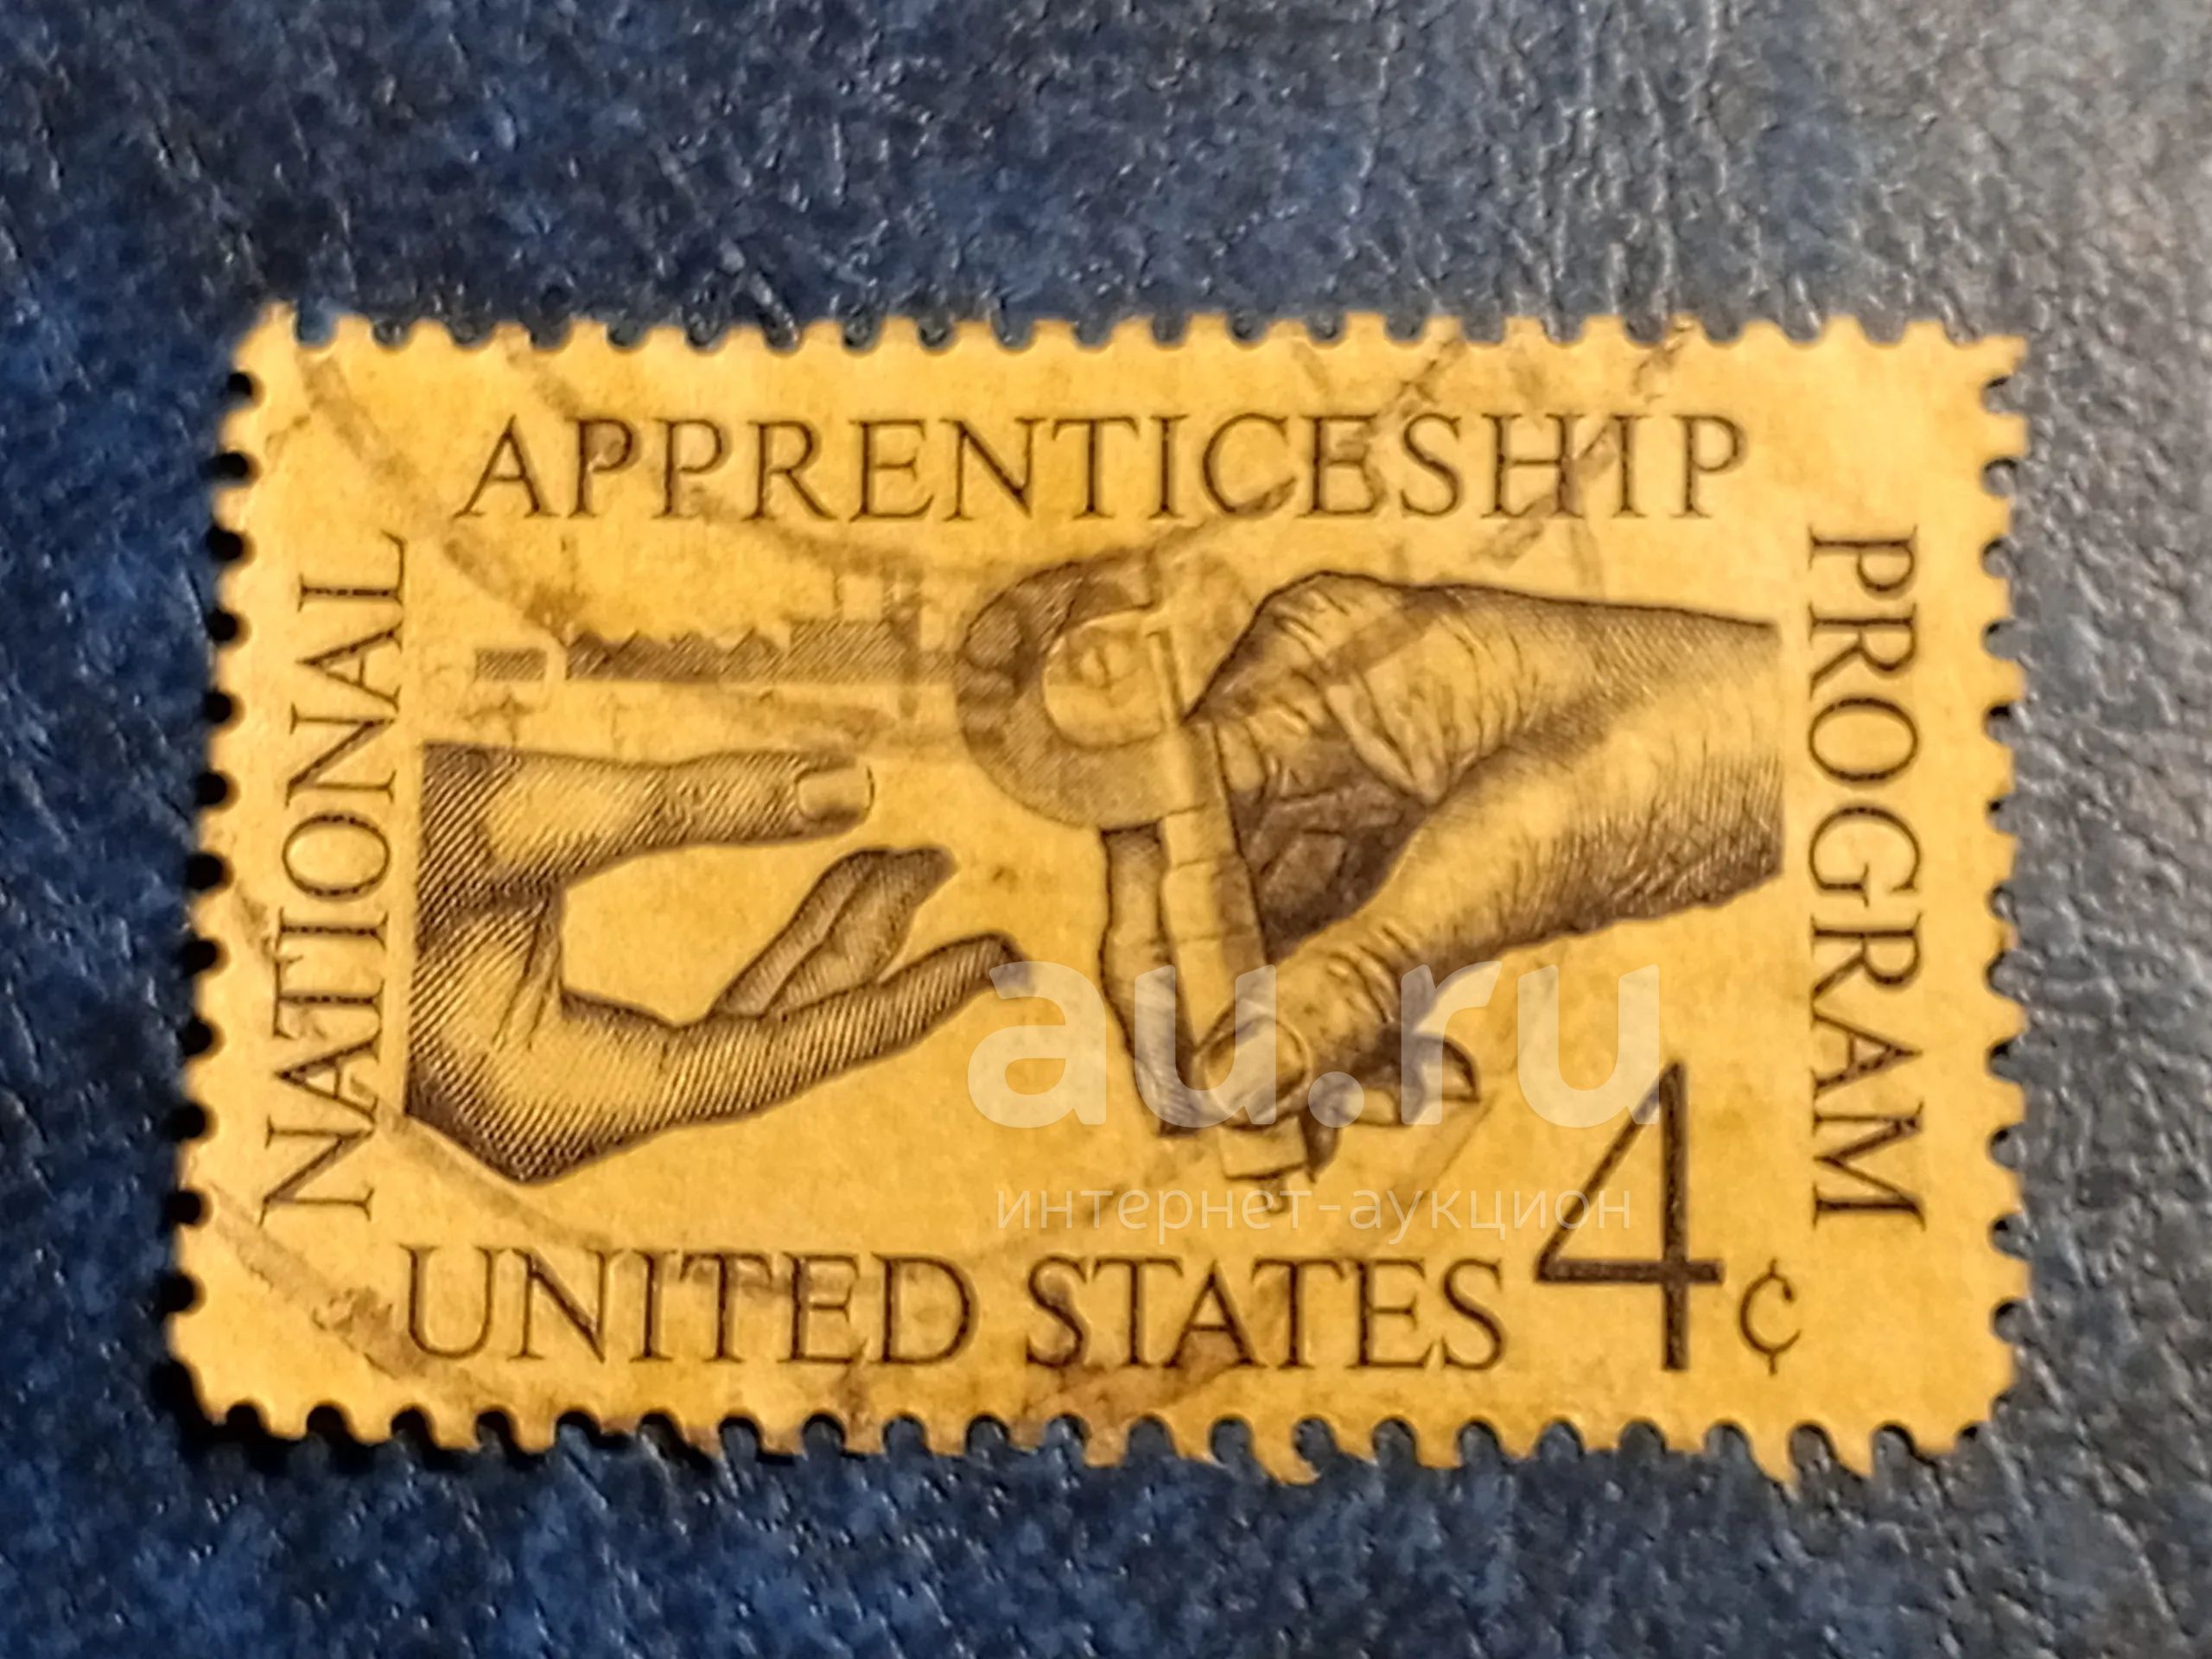 NATIONAL
APPRENTICESHIP
PROGRAM
UNITED STATES 4¢
au.ru
интернет-аукцион